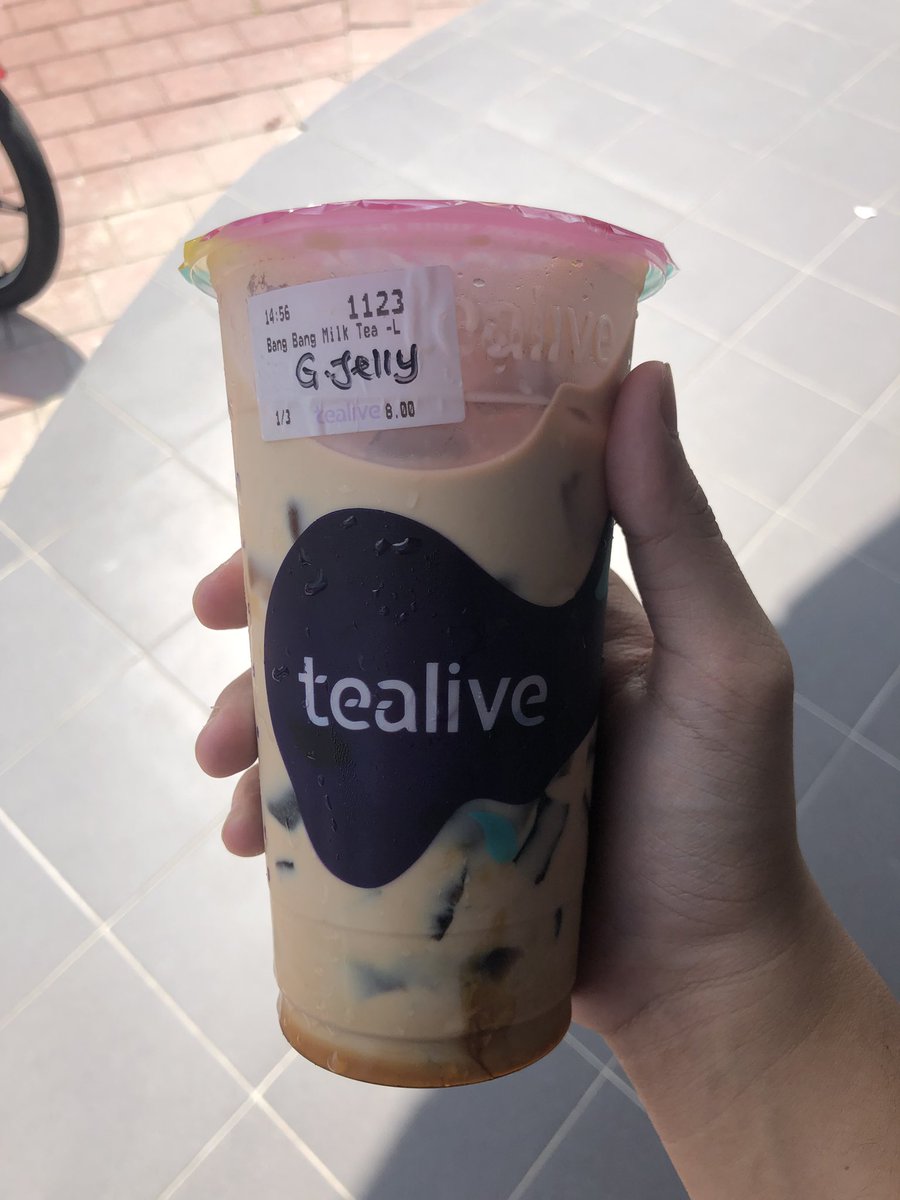 14:56 1123
Bang Bang Milk Tea -L
G.Jelly
1/3 tealive 8.00
tealive
tealive